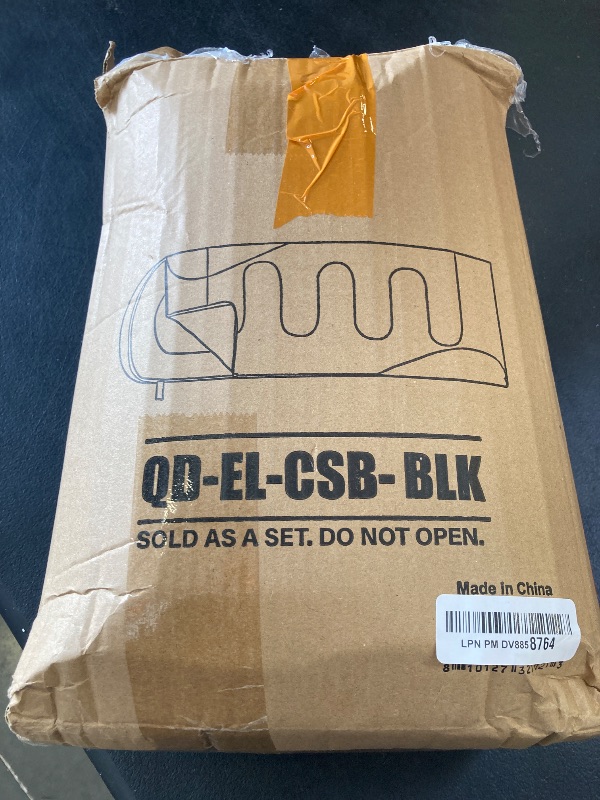 QD-EL-CSB-BLK
SOLD AS A SET. DO NOT OPEN.
Made in China
LPN PM DV8858764